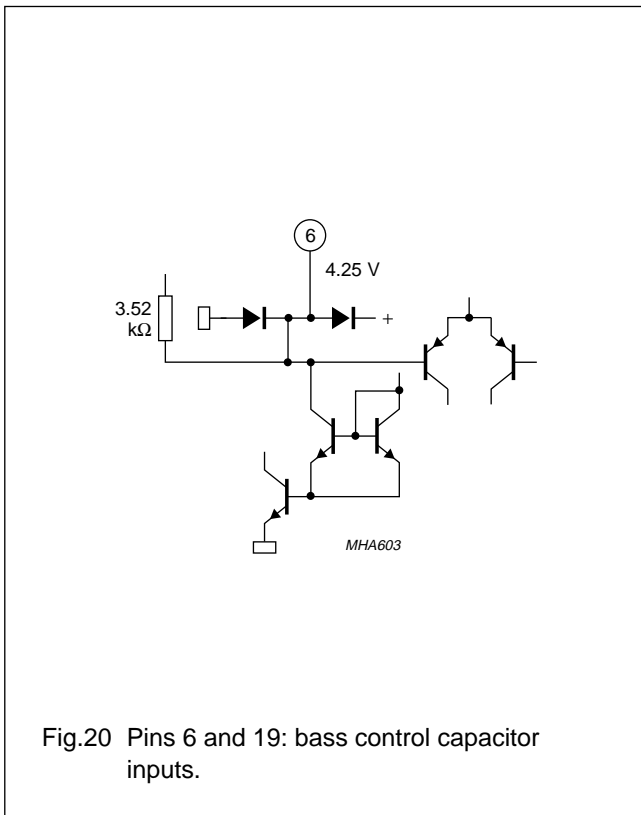 6
4.25 V
3.52
kΩ
+
MHA603
Fig.20 Pins 6 and 19: bass control capacitor
inputs.